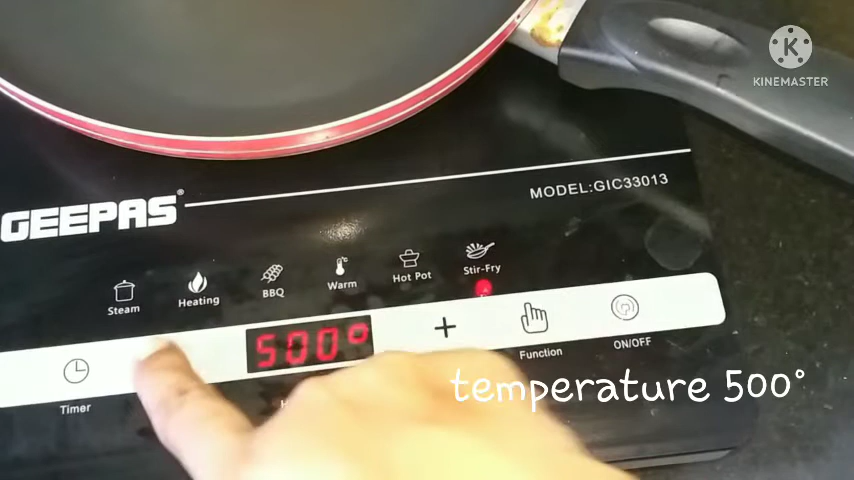 KINEMASTER
GEEPAS®
MODEL:GIC33013
Steam
Heating
BBQ
Warm
Hot Pot
Stir-Fry
500°
+
Timer
Function
ON/OFF
temperature 500°